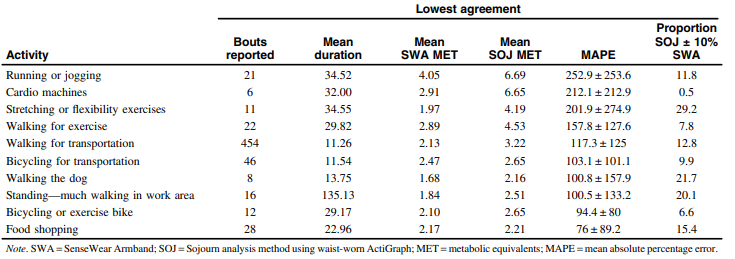 Lowest agreement
Activity Bouts reported Mean duration Mean SWA MET Mean SOJ MET MAPE Proportion SOJ ± 10% SWA
Running or jogging 21 34.52 4.05 6.69 252.9 ± 253.6 11.8
Cardio machines 6 32.00 2.91 6.65 212.1 ± 212.9 0.5
Stretching or flexibility exercises 11 34.55 1.97 4.19 201.9 ± 274.9 29.2
Walking for exercise 22 29.82 2.89 4.53 157.8 ± 127.6 7.8
Walking for transportation 454 11.26 2.13 3.22 117.3 ± 125 12.8
Bicycling for transportation 46 11.54 2.47 2.65 103.1 ± 101.1 9.9
Walking the dog 8 13.75 1.68 2.16 100.8 ± 157.9 21.7
Standing—much walking in work area 16 135.13 1.84 2.51 100.5 ± 133.2 20.1
Bicycling or exercise bike 12 29.17 2.10 2.65 94.4 ± 80 6.6
Food shopping 28 22.96 2.17 2.21 76 ± 89.2 15.4
Note. SWA = SenseWear Armband; SOJ = Sojourn analysis method using waist-worn ActiGraph; MET = metabolic equivalents; MAPE = mean absolute percentage error.